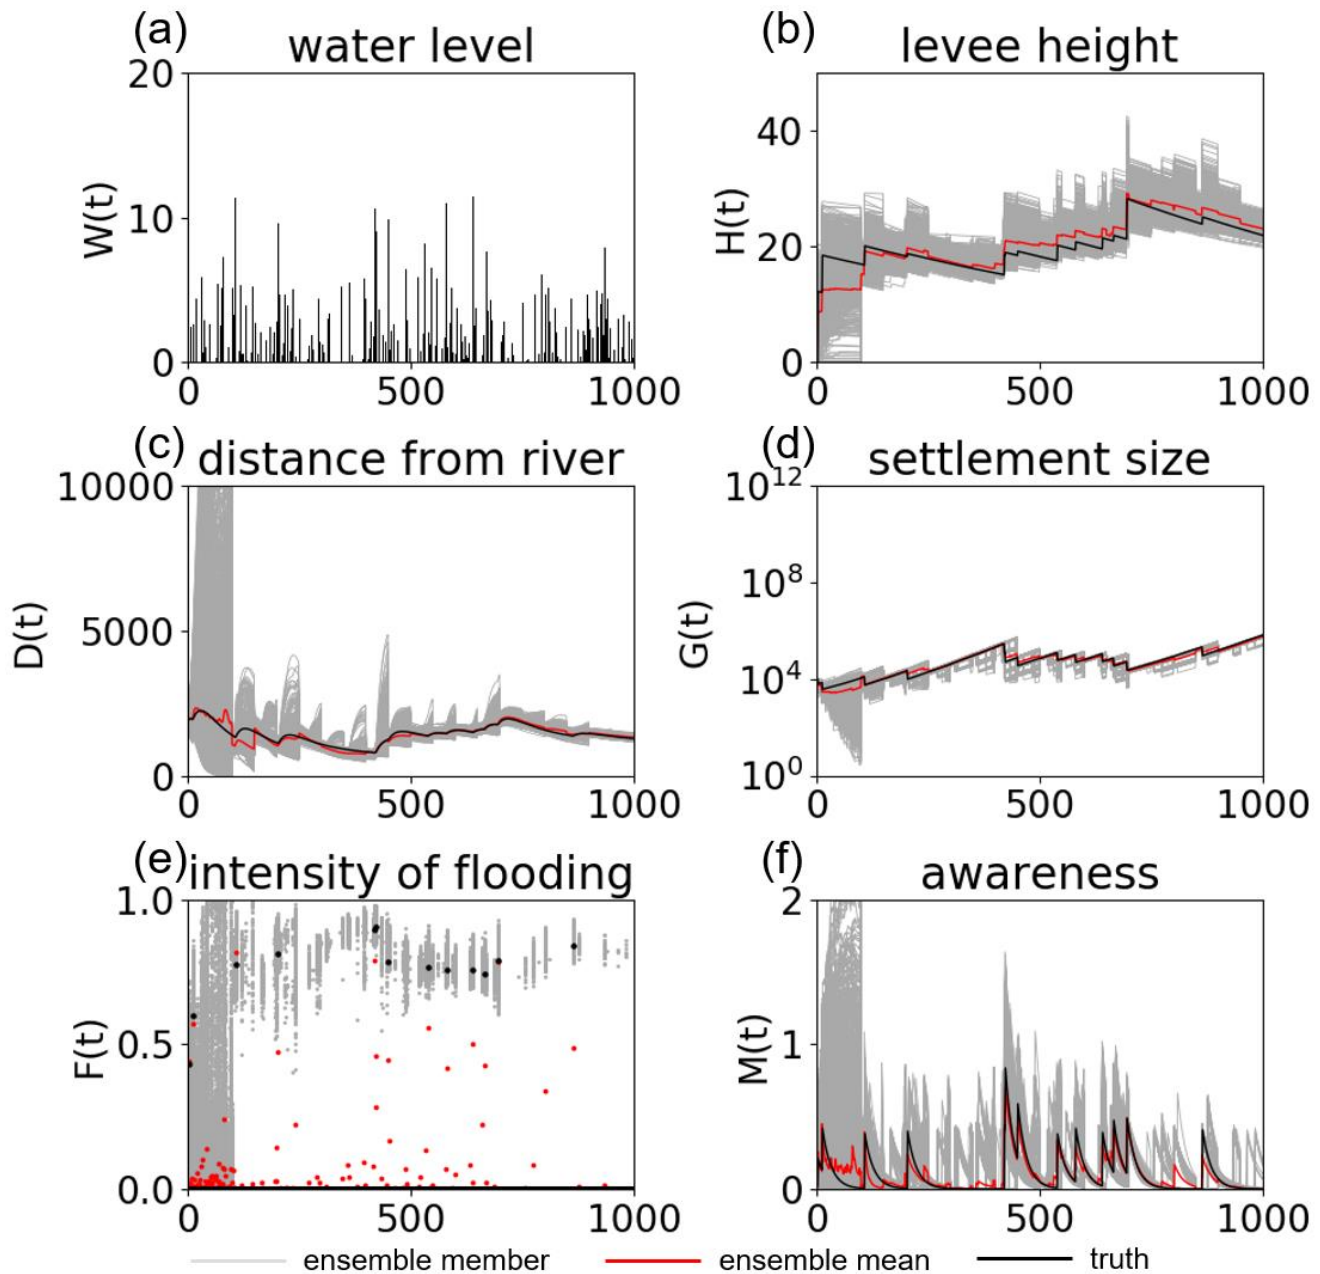 (a) water level
W(t)
20
10
0
0 500 1000
(b) levee height
H(t)
40
20
0
0 500 1000
(c) distance from river
D(t)
10000
5000
0
0 500 1000
(d) settlement size
G(t)
10^12
10^8
10^4
10^0
0 500 1000
(e) intensity of flooding
F(t)
1.0
0.5
0.0
0 500 1000
(f) awareness
M(t)
2
1
0
0 500 1000
ensemble member ensemble mean truth